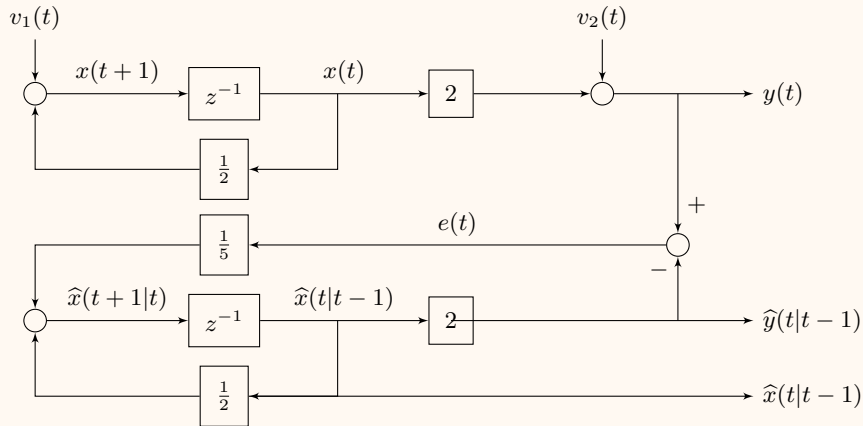 v₁(t) v₂(t)
x(t + 1) z⁻¹ x(t) 2 y(t)
1/2
+
1/5 e(t)
−
x̂(t + 1|t) z⁻¹ x̂(t|t − 1) 2 ŷ(t|t − 1)
1/2 x̂(t|t − 1)